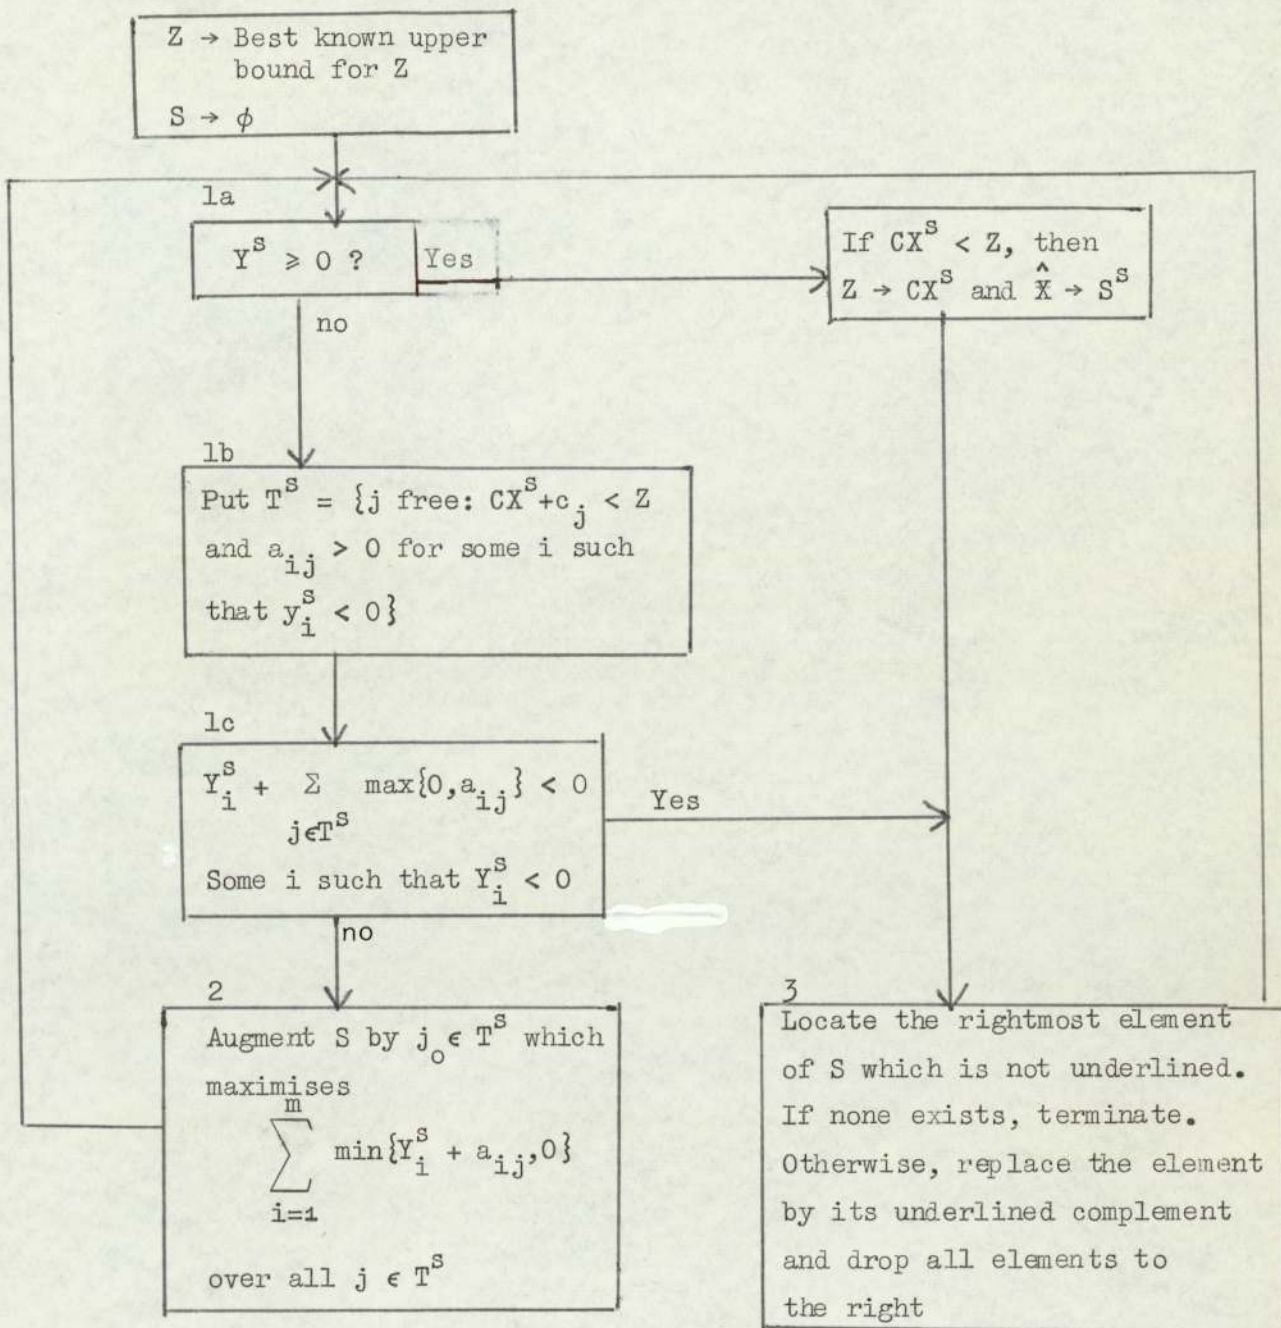 Z → Best known upper
bound for Z
S → ϕ
1a
Y^S ⩾ 0 ?
Yes
If CX^S < Z, then
Z → CX^S and X̂ → S^S
no
1b
Put T^S = {j free: CX^S+c_j < Z
and a_ij > 0 for some i such
that y_i^S < 0}
1c
Y_i^S + Σ max{0,a_ij} < 0
jϵT^S
Some i such that Y_i^S < 0
Yes
no
2
Augment S by j_o ϵ T^S which
maximises
m
∑ min{Y_i^S + a_ij,0}
i=1
over all j ϵ T^S
3
Locate the rightmost element
of S which is not underlined.
If none exists, terminate.
Otherwise, replace the element
by its underlined complement
and drop all elements to
the right